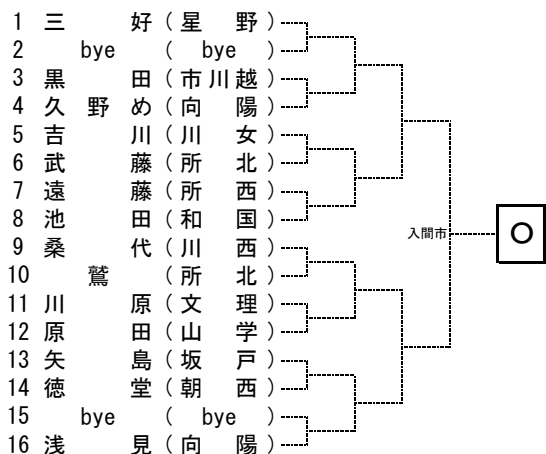 1 三 好 ( 星 野 )
2 bye ( bye )
3 黒 田 ( 市 川 越 )
4 久 野 め ( 向 陽 )
5 吉 川 ( 川 女 )
6 武 藤 ( 所 北 )
7 遠 藤 ( 所 西 )
8 池 田 ( 和 国 )
9 桑 代 ( 川 西 )
入間市 〇
10 鷲 ( 所 北 )
11 川 原 ( 文 理 )
12 原 田 ( 山 学 )
13 矢 島 ( 坂 戸 )
14 徳 堂 ( 朝 西 )
15 bye ( bye )
16 浅 見 ( 向 陽 )